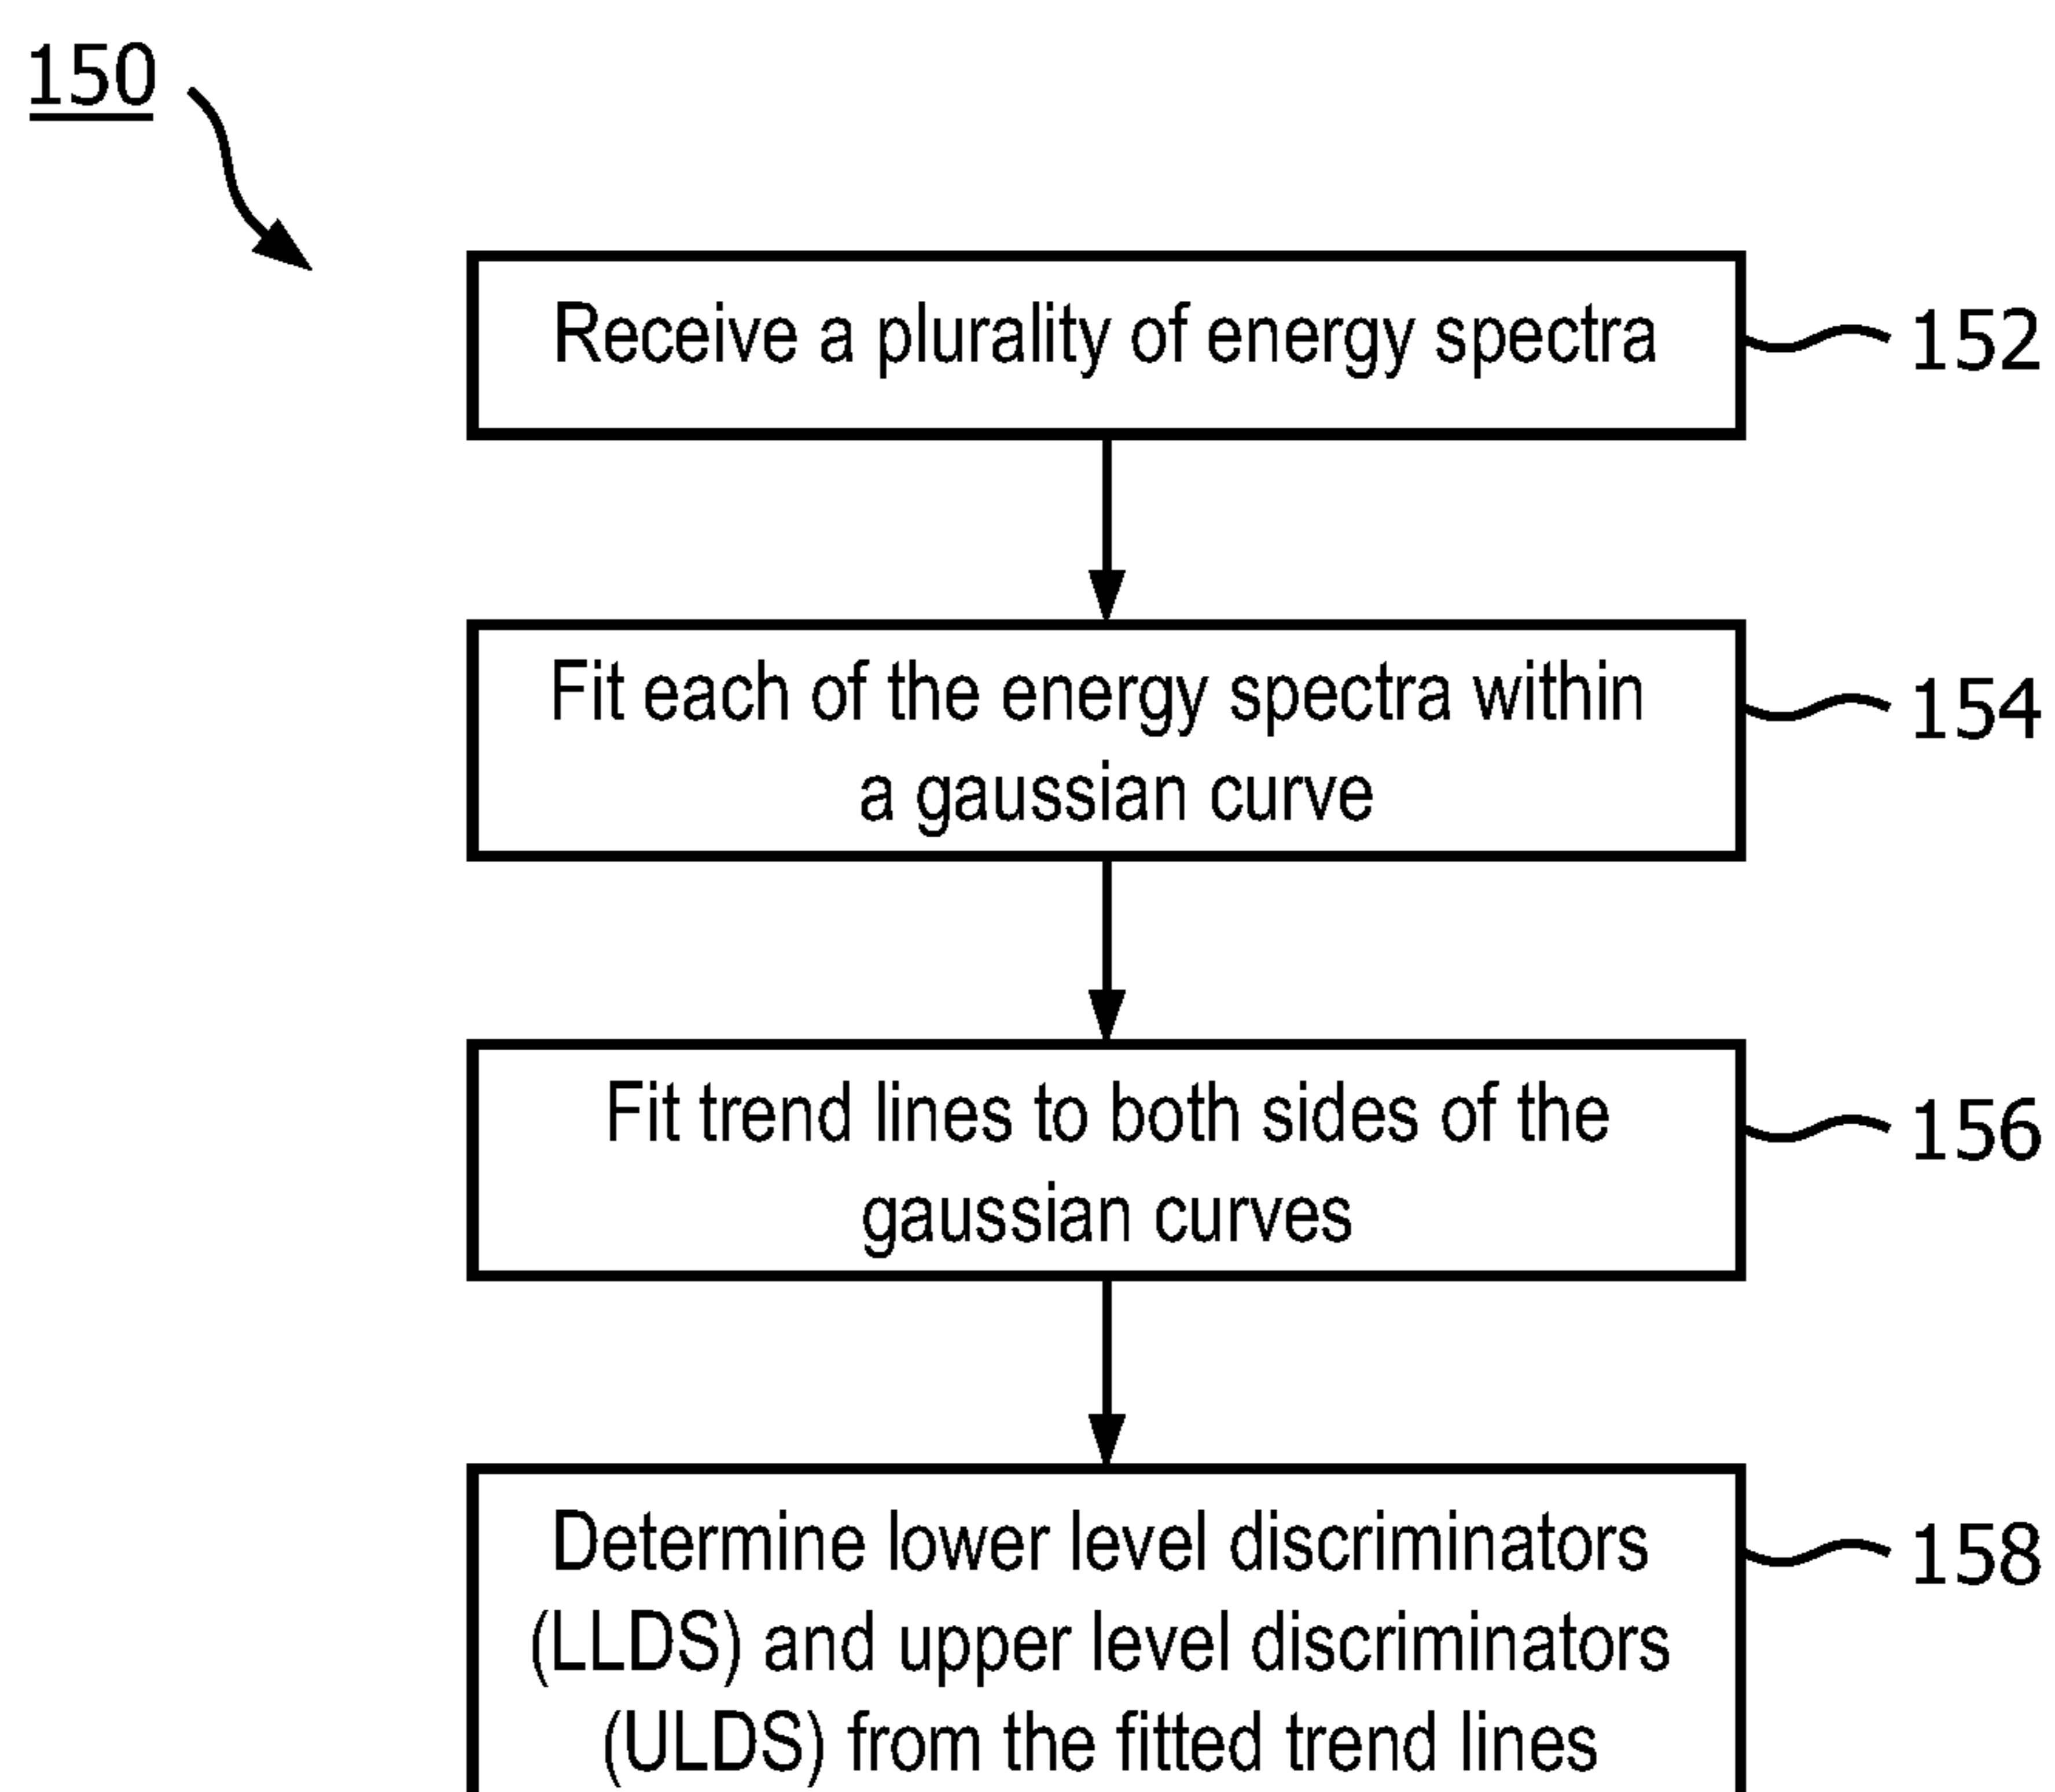 150
Receive a plurality of energy spectra
152
Fit each of the energy spectra within
a gaussian curve
154
Fit trend lines to both sides of the
gaussian curves
156
Determine lower level discriminators
(LLDS) and upper level discriminators
(ULDS) from the fitted trend lines
158